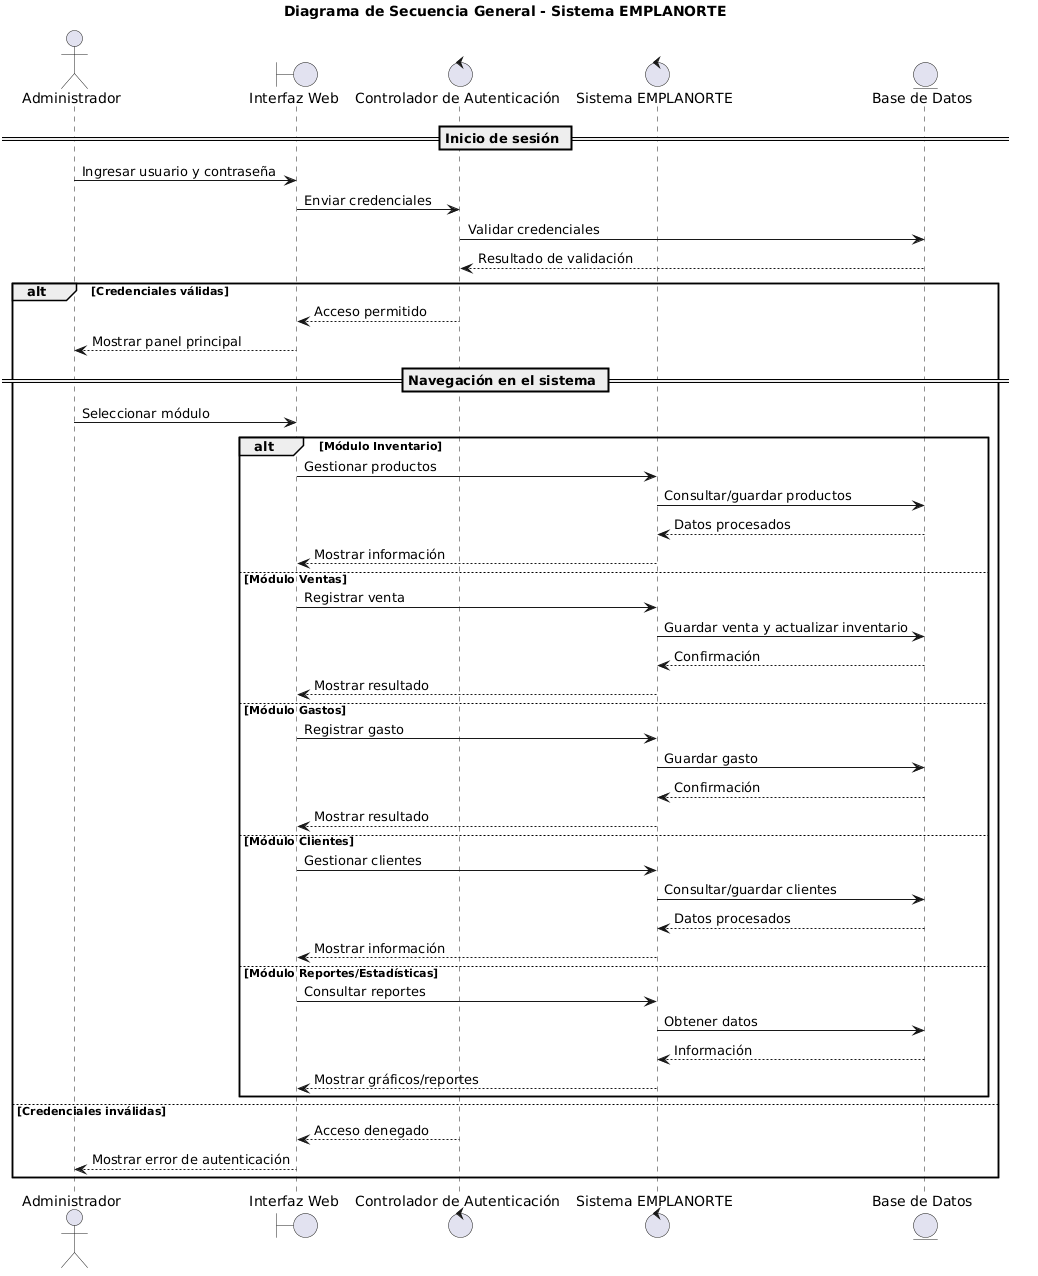 Diagrama de Secuencia General - Sistema EMPLANORTE
Administrador
Interfaz Web
Controlador de Autenticación
Sistema EMPLANORTE
Base de Datos
Inicio de sesión
Ingresar usuario y contraseña
Enviar credenciales
Validar credenciales
Resultado de validación
alt [Credenciales válidas]
Acceso permitido
Mostrar panel principal
Navegación en el sistema
Seleccionar módulo
alt [Módulo Inventario]
Gestionar productos
Consultar/guardar productos
Datos procesados
Mostrar información
[Módulo Ventas]
Registrar venta
Guardar venta y actualizar inventario
Confirmación
Mostrar resultado
[Módulo Gastos]
Registrar gasto
Guardar gasto
Confirmación
Mostrar resultado
[Módulo Clientes]
Gestionar clientes
Consultar/guardar clientes
Datos procesados
Mostrar información
[Módulo Reportes/Estadísticas]
Consultar reportes
Obtener datos
Información
Mostrar gráficos/reportes
[Credenciales inválidas]
Acceso denegado
Mostrar error de autenticación
Administrador
Interfaz Web
Controlador de Autenticación
Sistema EMPLANORTE
Base de Datos